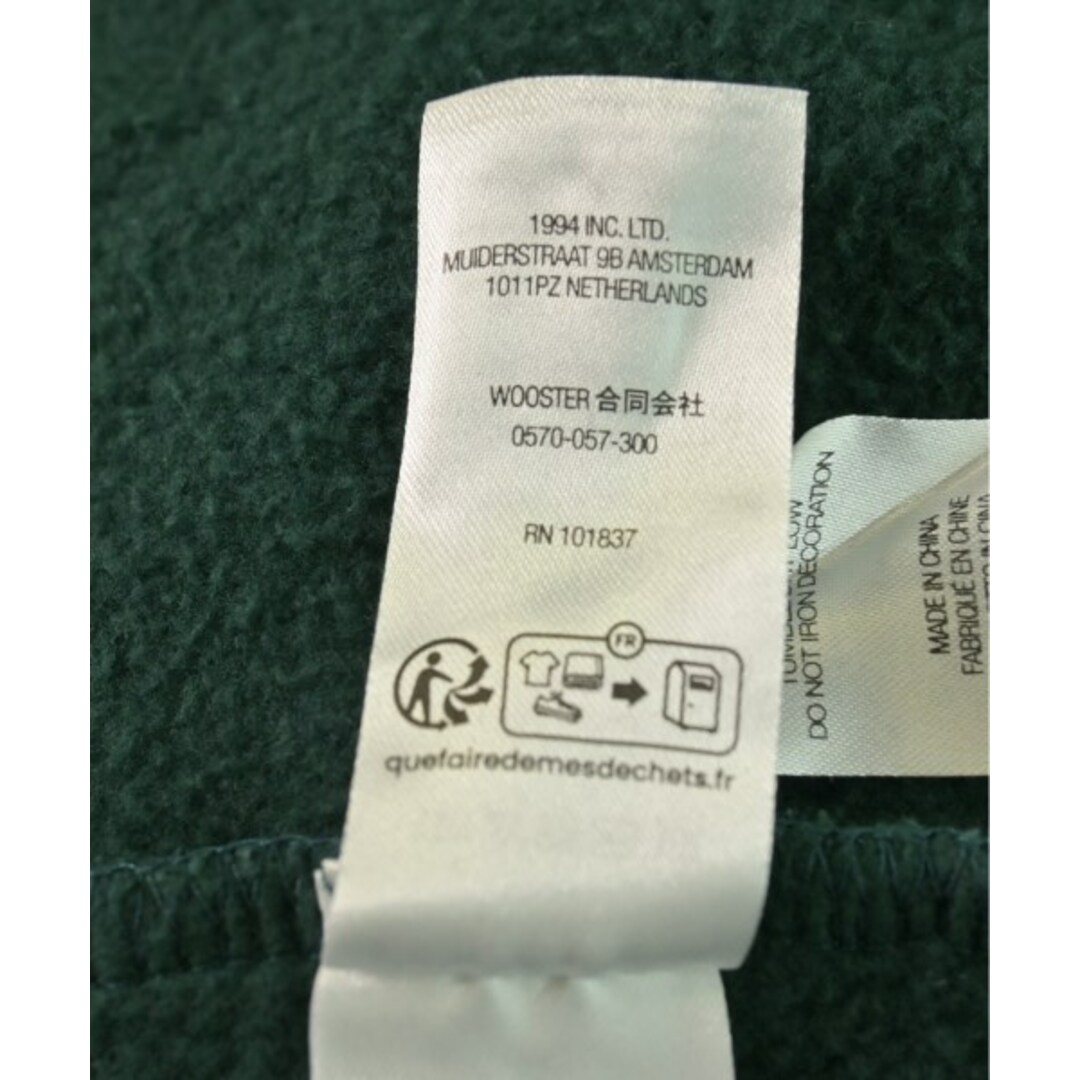 1994 INC. LTD.
MUIDERSTRAAT 9B AMSTERDAM
1011PZ NETHERLANDS
WOOSTER 合同会社
0570-057-300
RN 101837
FR
quefairedemesdechets.fr
LOW
DO NOT IRON DECORATION
MADE IN CHINA
FABRIQUÉ EN CHINE